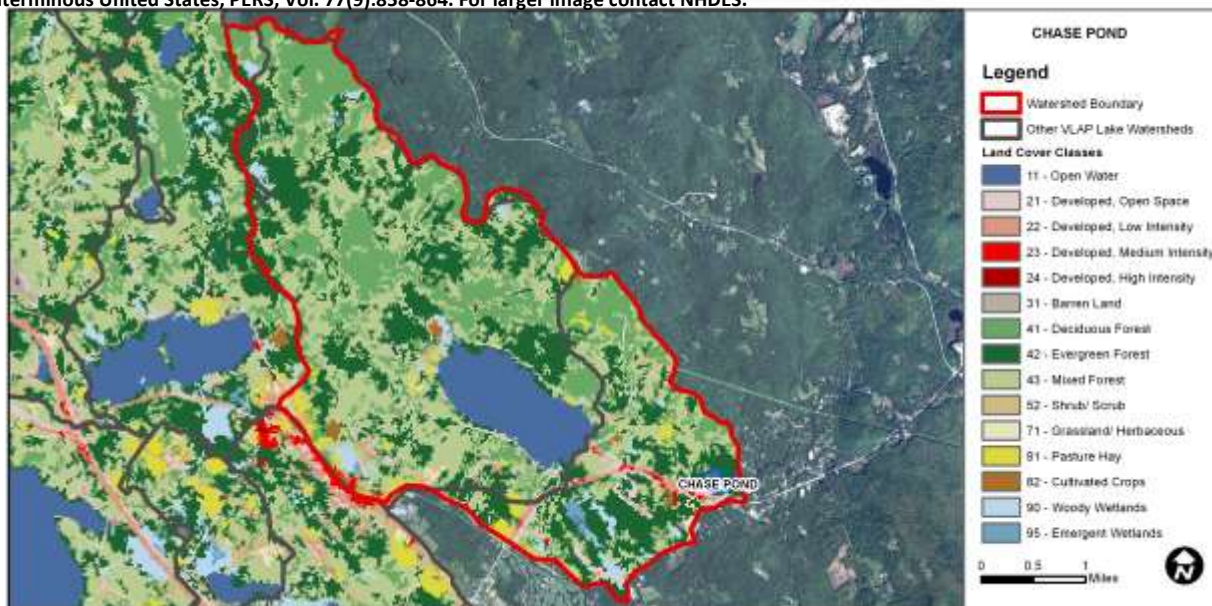 terminous United States, PERS, Vol. 77(9):858-864. For larger image contact NHDES.
CHASE POND
CHASE POND
Legend
Watershed Boundary
Other VLAP Lake Watersheds
Land Cover Classes
11 - Open Water
21 - Developed, Open Space
22 - Developed, Low Intensity
23 - Developed, Medium Intensity
24 - Developed, High Intensity
31 - Barren Land
41 - Deciduous Forest
42 - Evergreen Forest
43 - Mixed Forest
52 - Shrub/ Scrub
71 - Grassland/ Herbaceous
81 - Pasture Hay
82 - Cultivated Crops
90 - Woody Wetlands
95 - Emergent Wetlands
0 0.5 1
Miles
N